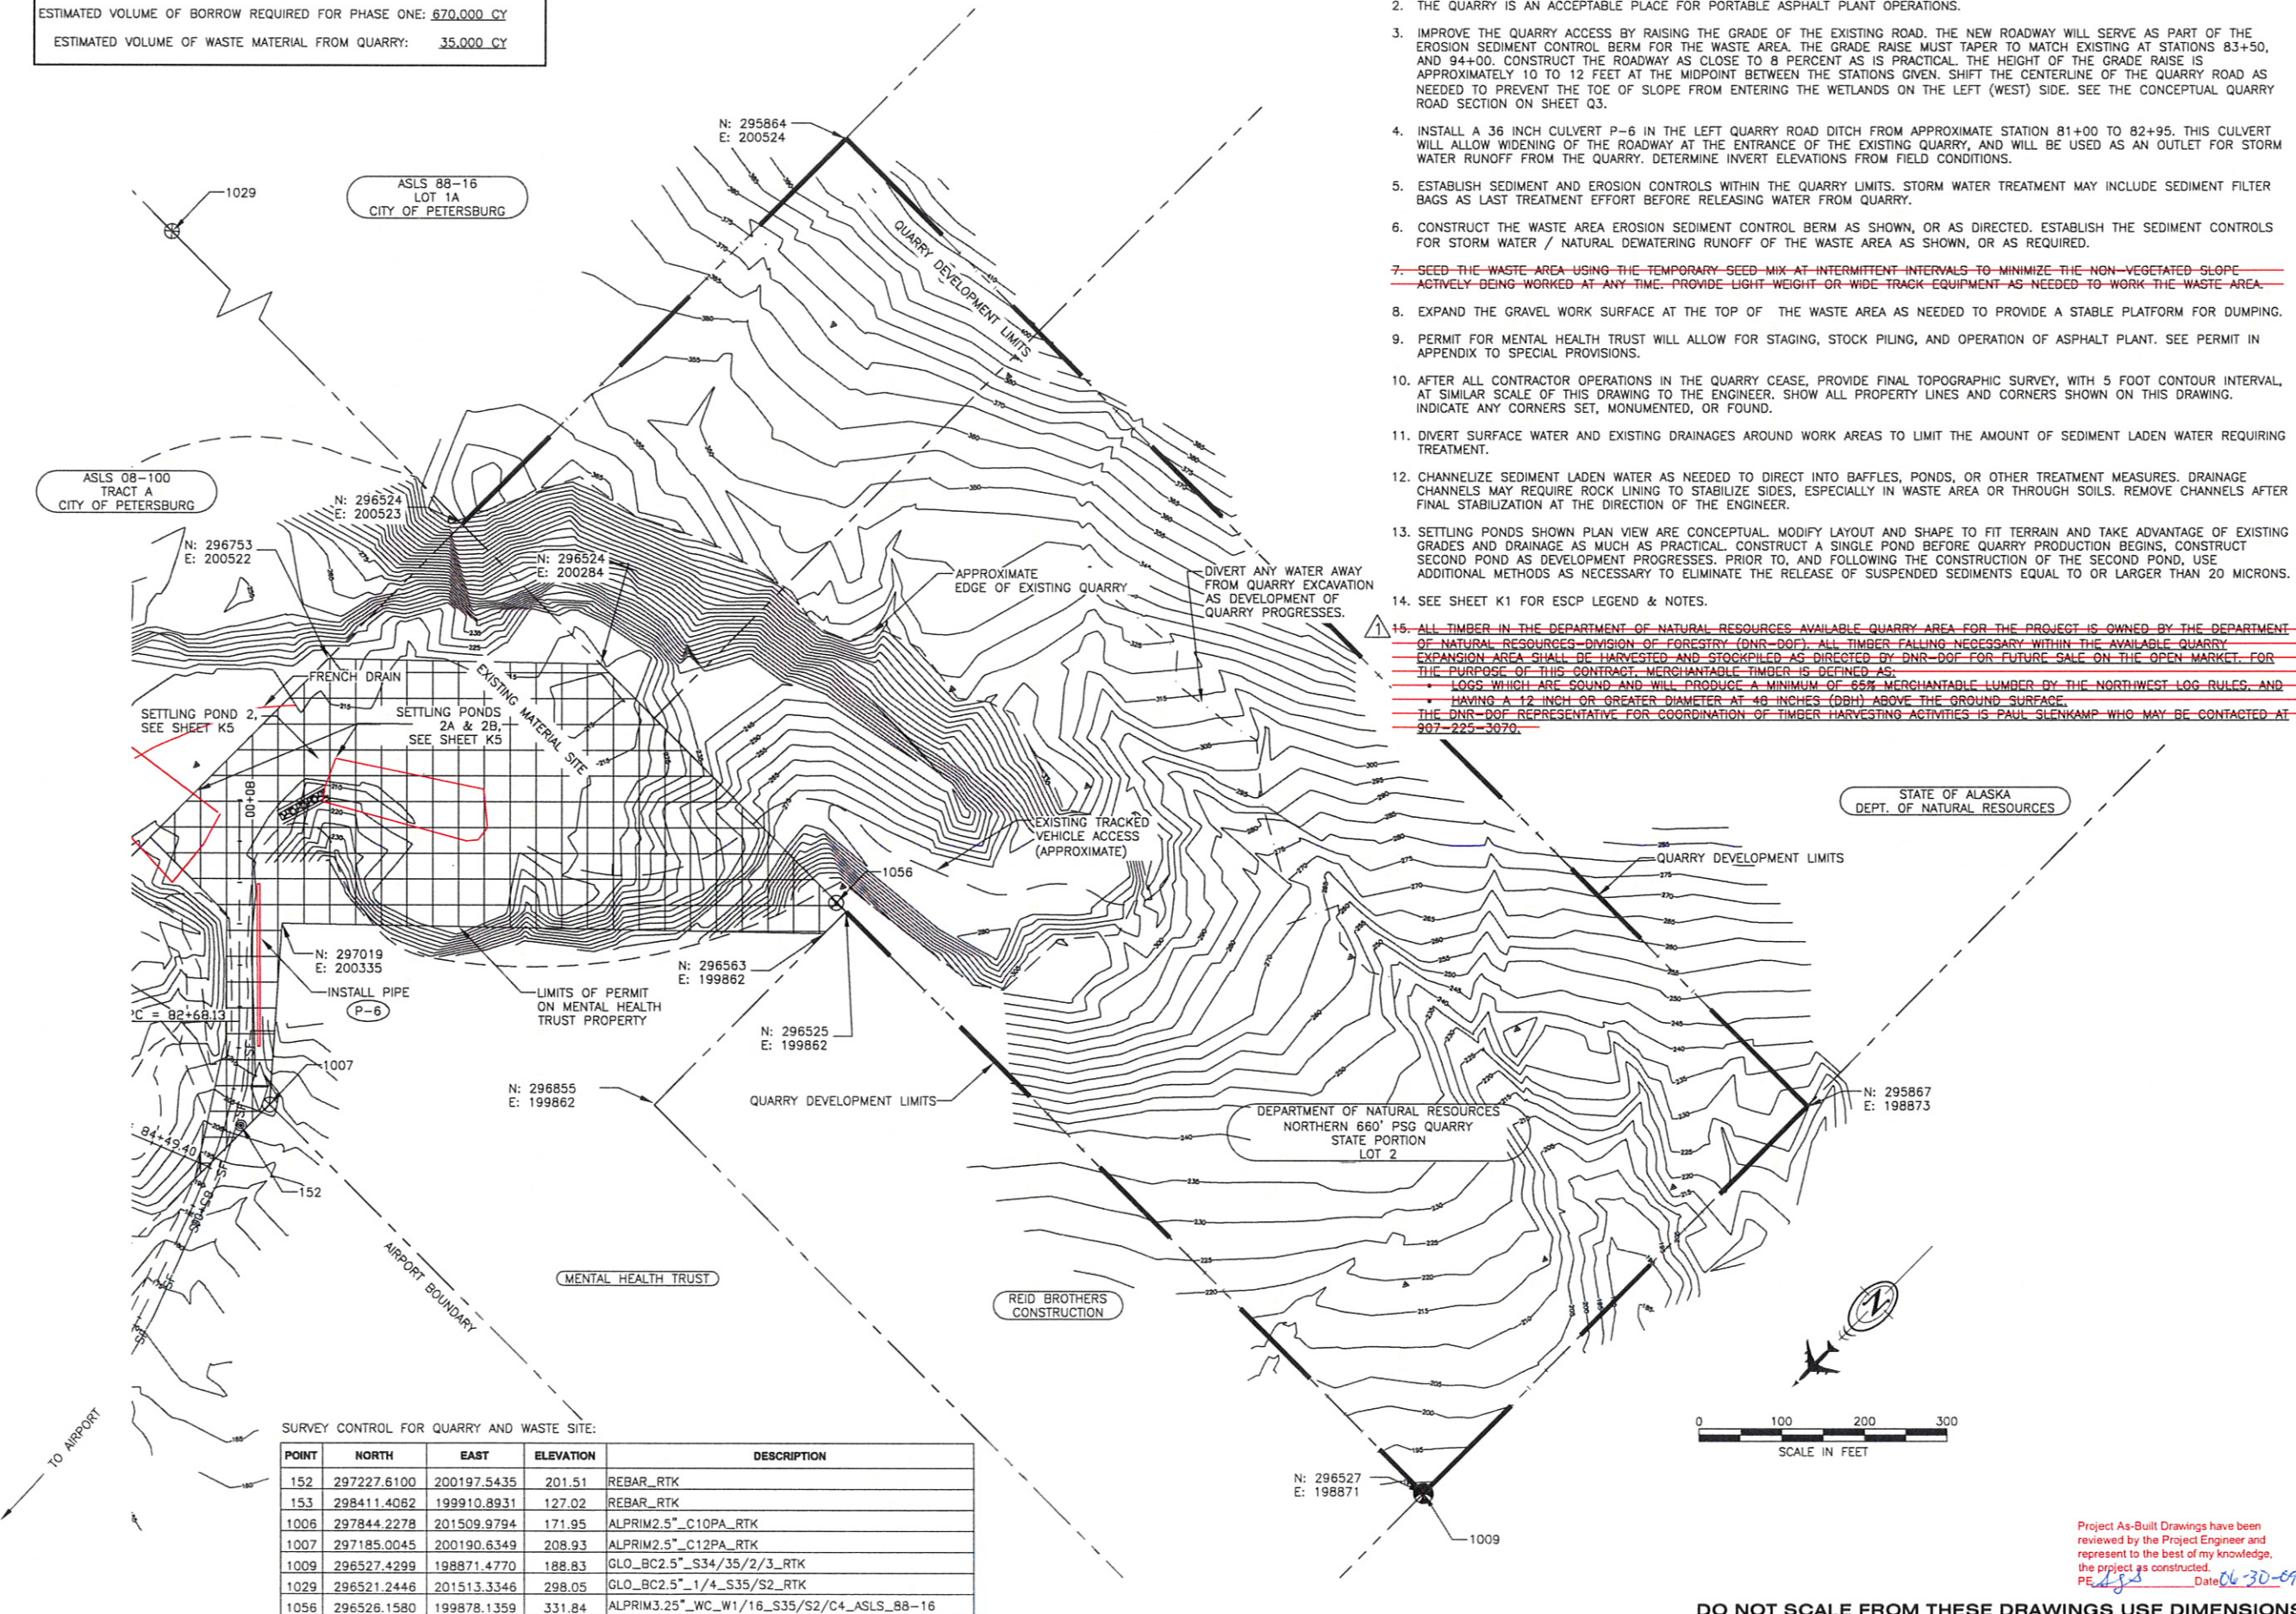 ESTIMATED VOLUME OF BORROW REQUIRED FOR PHASE ONE: 670,000 CY
ESTIMATED VOLUME OF WASTE MATERIAL FROM QUARRY: 35,000 CY
2. THE QUARRY IS AN ACCEPTABLE PLACE FOR PORTABLE ASPHALT PLANT OPERATIONS.
3. IMPROVE THE QUARRY ACCESS BY RAISING THE GRADE OF THE EXISTING ROAD. THE NEW ROADWAY WILL SERVE AS PART OF THE
EROSION SEDIMENT CONTROL BERM FOR THE WASTE AREA. THE GRADE RAISE MUST TAPER TO MATCH EXISTING AT STATIONS 83+50,
AND 94+00. CONSTRUCT THE ROADWAY AS CLOSE TO 8 PERCENT AS IS PRACTICAL. THE HEIGHT OF THE GRADE RAISE IS
APPROXIMATELY 10 TO 12 FEET AT THE MIDPOINT BETWEEN THE STATIONS GIVEN. SHIFT THE CENTERLINE OF THE QUARRY ROAD AS
NEEDED TO PREVENT THE TOE OF SLOPE FROM ENTERING THE WETLANDS ON THE LEFT (WEST) SIDE. SEE THE CONCEPTUAL QUARRY
ROAD SECTION ON SHEET Q3.
4. INSTALL A 36 INCH CULVERT P-6 IN THE LEFT QUARRY ROAD DITCH FROM APPROXIMATE STATION 81+00 TO 82+95. THIS CULVERT
WILL ALLOW WIDENING OF THE ROADWAY AT THE ENTRANCE OF THE EXISTING QUARRY, AND WILL BE USED AS AN OUTLET FOR STORM
WATER RUNOFF FROM THE QUARRY. DETERMINE INVERT ELEVATIONS FROM FIELD CONDITIONS.
5. ESTABLISH SEDIMENT AND EROSION CONTROLS WITHIN THE QUARRY LIMITS. STORM WATER TREATMENT MAY INCLUDE SEDIMENT FILTER
BAGS AS LAST TREATMENT EFFORT BEFORE RELEASING WATER FROM QUARRY.
6. CONSTRUCT THE WASTE AREA EROSION SEDIMENT CONTROL BERM AS SHOWN, OR AS DIRECTED. ESTABLISH THE SEDIMENT CONTROLS
FOR STORM WATER / NATURAL DEWATERING RUNOFF OF THE WASTE AREA AS SHOWN, OR AS REQUIRED.
7. SEED THE WASTE AREA USING THE TEMPORARY SEED MIX AT INTERMITTENT INTERVALS TO MINIMIZE THE NON-VEGETATED SLOPE
ACTIVELY BEING WORKED AT ANY TIME. PROVIDE LIGHT WEIGHT OR WIDE TRACK EQUIPMENT AS NEEDED TO WORK THE WASTE AREA.
8. EXPAND THE GRAVEL WORK SURFACE AT THE TOP OF THE WASTE AREA AS NEEDED TO PROVIDE A STABLE PLATFORM FOR DUMPING.
9. PERMIT FOR MENTAL HEALTH TRUST WILL ALLOW FOR STAGING, STOCK PILING, AND OPERATION OF ASPHALT PLANT. SEE PERMIT IN
APPENDIX TO SPECIAL PROVISIONS.
10. AFTER ALL CONTRACTOR OPERATIONS IN THE QUARRY CEASE, PROVIDE FINAL TOPOGRAPHIC SURVEY, WITH 5 FOOT CONTOUR INTERVAL,
AT SIMILAR SCALE OF THIS DRAWING TO THE ENGINEER. SHOW ALL PROPERTY LINES AND CORNERS SHOWN ON THIS DRAWING.
INDICATE ANY CORNERS SET, MONUMENTED, OR FOUND.
11. DIVERT SURFACE WATER AND EXISTING DRAINAGES AROUND WORK AREAS TO LIMIT THE AMOUNT OF SEDIMENT LADEN WATER REQUIRING
TREATMENT.
12. CHANNELIZE SEDIMENT LADEN WATER AS NEEDED TO DIRECT INTO BAFFLES, PONDS, OR OTHER TREATMENT MEASURES. DRAINAGE
CHANNELS MAY REQUIRE ROCK LINING TO STABILIZE SIDES, ESPECIALLY IN WASTE AREA OR THROUGH SOILS. REMOVE CHANNELS AFTER
FINAL STABILIZATION AT THE DIRECTION OF THE ENGINEER.
13. SETTLING PONDS SHOWN PLAN VIEW ARE CONCEPTUAL. MODIFY LAYOUT AND SHAPE TO FIT TERRAIN AND TAKE ADVANTAGE OF EXISTING
GRADES AND DRAINAGE AS MUCH AS PRACTICAL. CONSTRUCT A SINGLE POND BEFORE QUARRY PRODUCTION BEGINS, CONSTRUCT
SECOND POND AS DEVELOPMENT PROGRESSES. PRIOR TO, AND FOLLOWING THE CONSTRUCTION OF THE SECOND POND, USE
ADDITIONAL METHODS AS NECESSARY TO ELIMINATE THE RELEASE OF SUSPENDED SEDIMENTS EQUAL TO OR LARGER THAN 20 MICRONS.
14. SEE SHEET K1 FOR ESCP LEGEND & NOTES.
1
15. ALL TIMBER IN THE DEPARTMENT OF NATURAL RESOURCES AVAILABLE QUARRY AREA FOR THE PROJECT IS OWNED BY THE DEPARTMENT
OF NATURAL RESOURCES-DIVISION OF FORESTRY (DNR-DOF). ALL TIMBER FALLING NECESSARY WITHIN THE AVAILABLE QUARRY
EXPANSION AREA SHALL BE HARVESTED AND STOCKPILED AS DIRECTED BY DNR-DOF FOR FUTURE SALE ON THE OPEN MARKET. FOR
THE PURPOSE OF THIS CONTRACT, MERCHANTABLE TIMBER IS DEFINED AS:
• LOGS WHICH ARE SOUND AND WILL PRODUCE A MINIMUM OF 65% MERCHANTABLE LUMBER BY THE NORTHWEST LOG RULES, AND
• HAVING A 12 INCH OR GREATER DIAMETER AT 48 INCHES (DBH) ABOVE THE GROUND SURFACE.
THE DNR-DOF REPRESENTATIVE FOR COORDINATION OF TIMBER HARVESTING ACTIVITIES IS PAUL SLENKAMP WHO MAY BE CONTACTED AT
907-225-3070.
N: 295864
E: 200524
1029
ASLS 88-16
LOT 1A
CITY OF PETERSBURG
QUARRY DEVELOPMENT LIMITS
ASLS 08-100
TRACT A
CITY OF PETERSBURG
N: 296524
E: 200523
N: 296753
E: 200522
N: 296524
E: 200284
APPROXIMATE
EDGE OF EXISTING QUARRY
DIVERT ANY WATER AWAY
FROM QUARRY EXCAVATION
AS DEVELOPMENT OF
QUARRY PROGRESSES.
FRENCH DRAIN
EXISTING MATERIAL SITE
SETTLING POND 2,
SEE SHEET K5
SETTLING PONDS
2A & 2B,
SEE SHEET K5
80+00
EXISTING TRACKED
VEHICLE ACCESS
(APPROXIMATE)
1056
STATE OF ALASKA
DEPT. OF NATURAL RESOURCES
QUARRY DEVELOPMENT LIMITS
N: 297019
E: 200335
INSTALL PIPE
P-6
LIMITS OF PERMIT
ON MENTAL HEALTH
TRUST PROPERTY
N: 296563
E: 199862
N: 296525
E: 199862
PC = 82+68.13
SF
1007
N: 296855
E: 199862
QUARRY DEVELOPMENT LIMITS
DEPARTMENT OF NATURAL RESOURCES
NORTHERN 660' PSG QUARRY
STATE PORTION
LOT 2
N: 295867
E: 198873
84+49.40
SF
85+00
152
AIRPORT BOUNDARY
MENTAL HEALTH TRUST
REID BROTHERS
CONSTRUCTION
TO AIRPORT
N
0 100 200 300
SCALE IN FEET
N: 296527
E: 198871
1009
SURVEY CONTROL FOR QUARRY AND WASTE SITE:
POINT NORTH EAST ELEVATION DESCRIPTION
152 297227.6100 200197.5435 201.51 REBAR_RTK
153 298411.4062 199910.8931 127.02 REBAR_RTK
1006 297844.2278 201509.9794 171.95 ALPRIM2.5"_C10PA_RTK
1007 297185.0045 200190.6349 208.93 ALPRIM2.5"_C12PA_RTK
1009 296527.4299 198871.4770 188.83 GLO_BC2.5"_S34/35/2/3_RTK
1029 296521.2446 201513.3346 298.05 GLO_BC2.5"_1/4_S35/S2_RTK
1056 296526.1580 199878.1359 331.84 ALPRIM3.25"_WC_W1/16_S35/S2/C4_ASLS_88-16
Project As-Built Drawings have been
reviewed by the Project Engineer and
represent to the best of my knowledge,
the project as constructed.
PE Date 06-30-09
DO NOT SCALE FROM THESE DRAWINGS USE DIMENSIONS